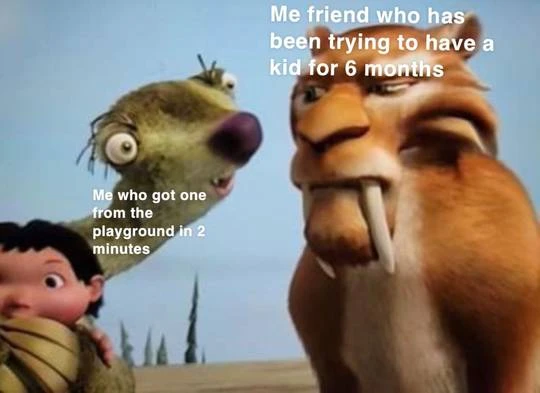 Me friend who has
been trying to have a
kid for 6 months
Me who got one
from the
playground in 2
minutes